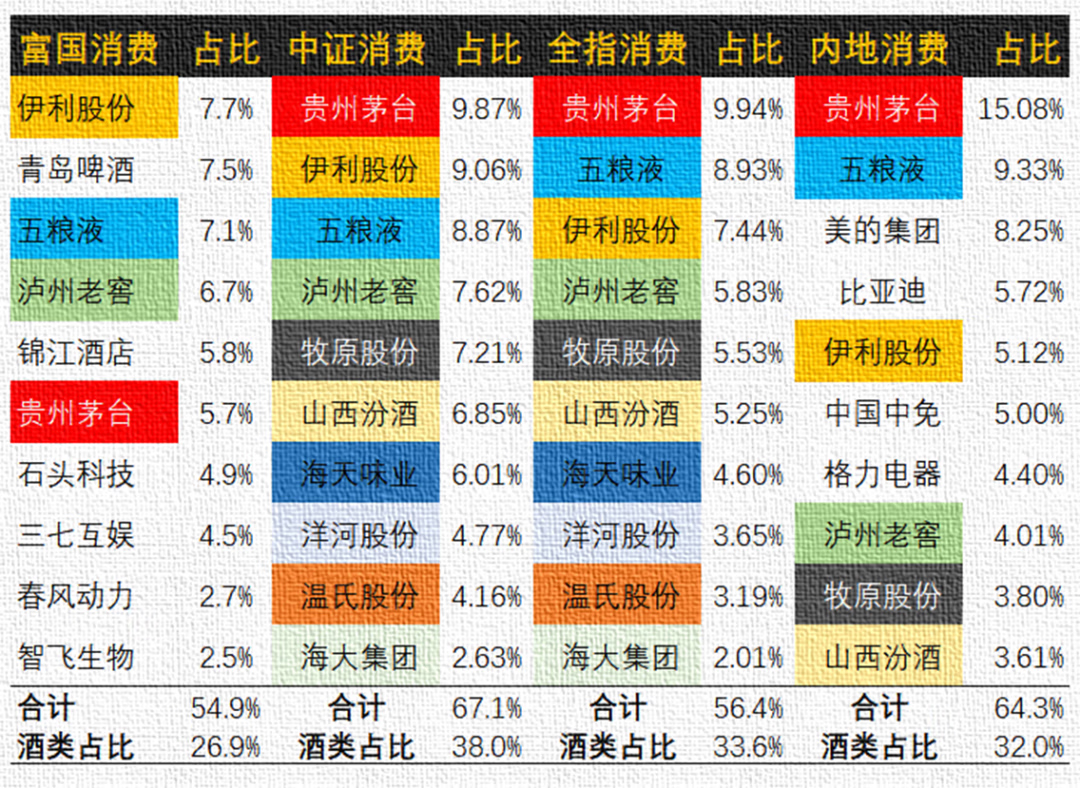 富国消费 占比 中证消费 占比 全指消费 占比 内地消费 占比
伊利股份 7.7% 贵州茅台 9.87% 贵州茅台 9.94% 贵州茅台 15.08%
青岛啤酒 7.5% 伊利股份 9.06% 五粮液 8.93% 五粮液 9.33%
五粮液 7.1% 五粮液 8.87% 伊利股份 7.44% 美的集团 8.25%
泸州老窖 6.7% 泸州老窖 7.62% 泸州老窖 5.83% 比亚迪 5.72%
锦江酒店 5.8% 牧原股份 7.21% 牧原股份 5.53% 伊利股份 5.12%
贵州茅台 5.7% 山西汾酒 6.85% 山西汾酒 5.25% 中国中免 5.00%
石头科技 4.9% 海天味业 6.01% 海天味业 4.60% 格力电器 4.40%
三七互娱 4.5% 洋河股份 4.77% 洋河股份 3.65% 泸州老窖 4.01%
春风动力 2.7% 温氏股份 4.16% 温氏股份 3.19% 牧原股份 3.80%
智飞生物 2.5% 海大集团 2.63% 海大集团 2.01% 山西汾酒 3.61%
合计 54.9% 合计 67.1% 合计 56.4% 合计 64.3%
酒类占比 26.9% 酒类占比 38.0% 酒类占比 33.6% 酒类占比 32.0%